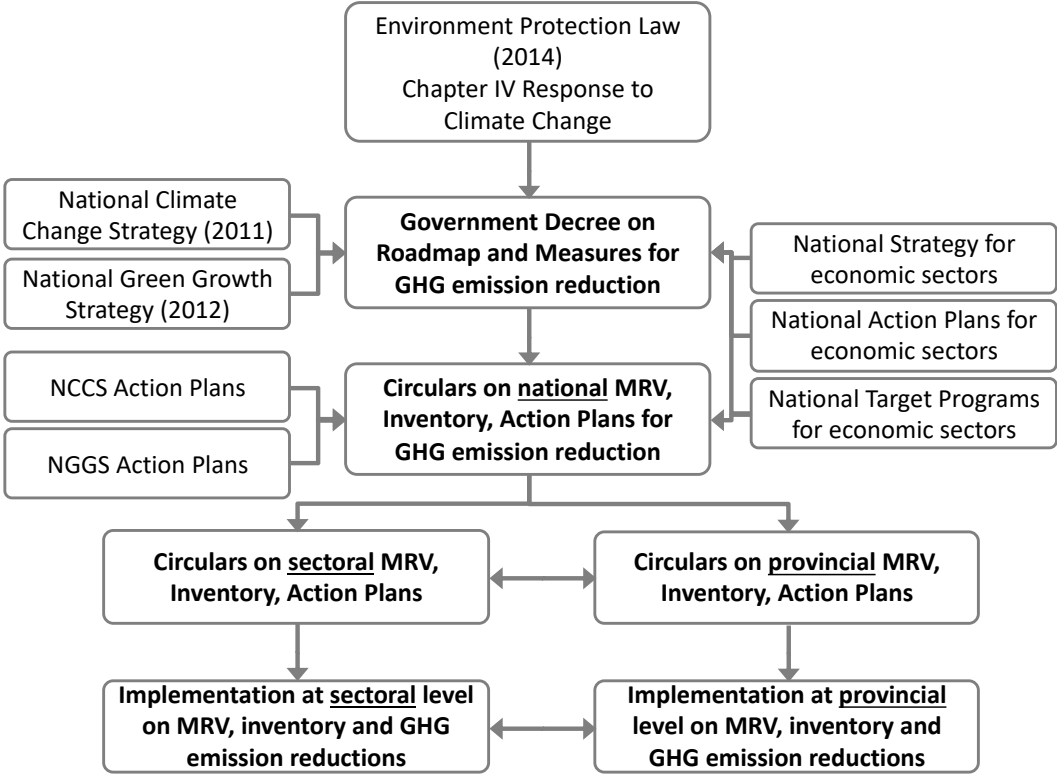 Environment Protection Law
(2014)
Chapter IV Response to
Climate Change
National Climate
Change Strategy (2011)
National Green Growth
Strategy (2012)
Government Decree on
Roadmap and Measures for
GHG emission reduction
National Strategy for
economic sectors
National Action Plans for
economic sectors
National Target Programs
for economic sectors
NCCS Action Plans
NGGS Action Plans
Circulars on national MRV,
Inventory, Action Plans for
GHG emission reduction
Circulars on sectoral MRV,
Inventory, Action Plans
Circulars on provincial MRV,
Inventory, Action Plans
Implementation at sectoral level
on MRV, inventory and GHG
emission reductions
Implementation at provincial
level on MRV, inventory and
GHG emission reductions